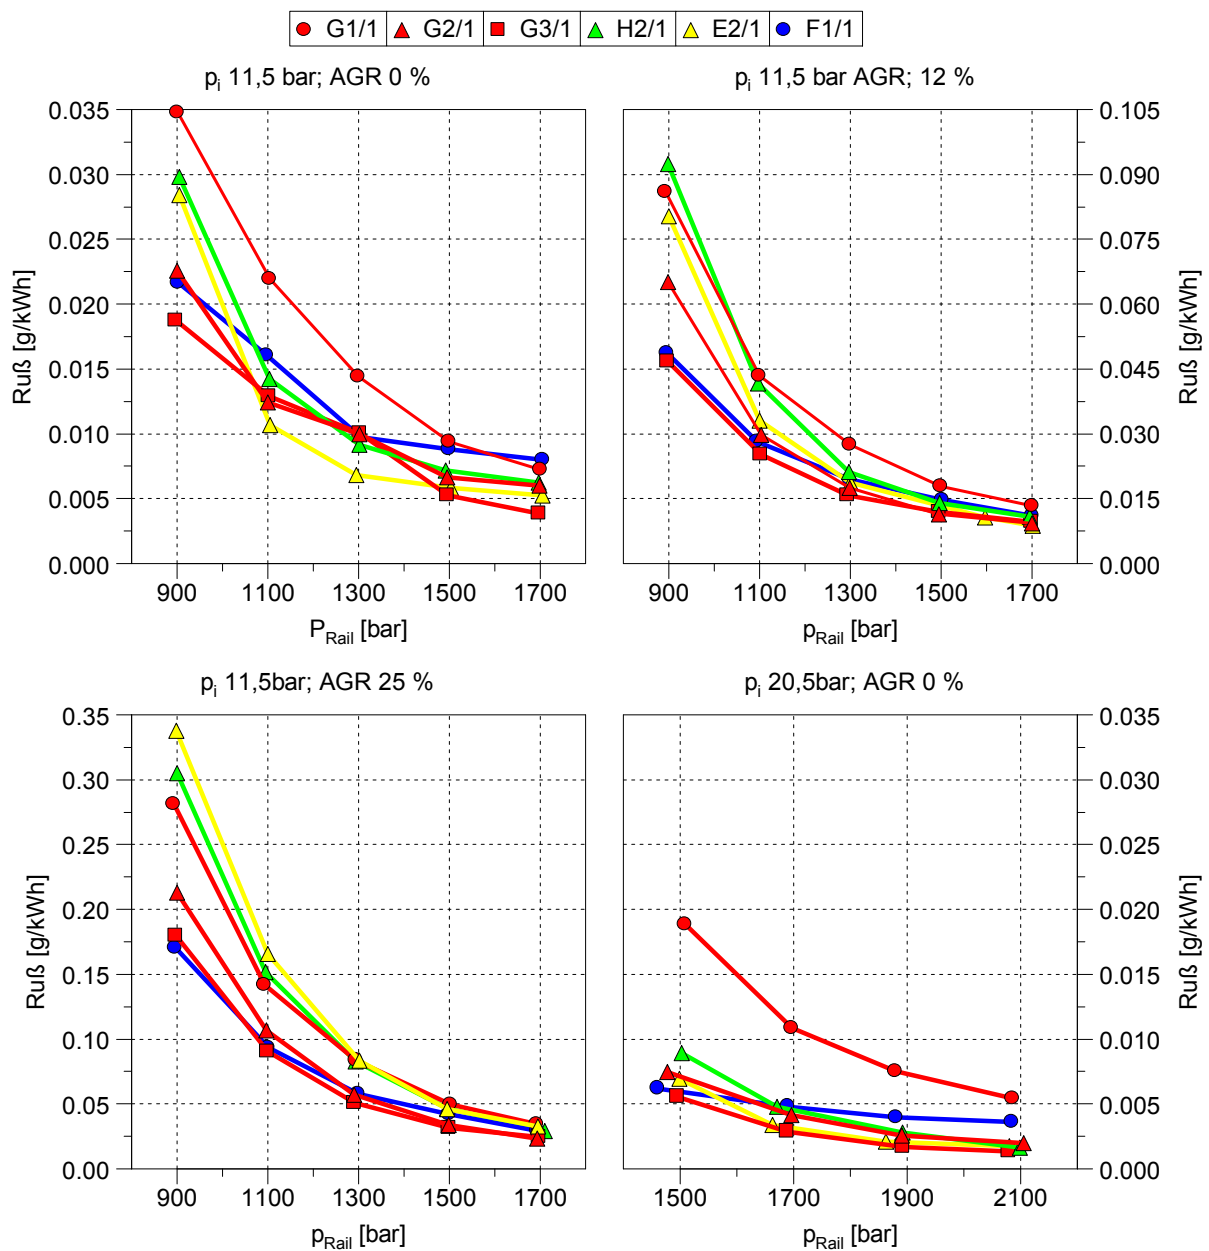 G1/1 G2/1 G3/1 H2/1 E2/1 F1/1
pi 11,5 bar; AGR 0 %
pi 11,5 bar AGR; 12 %
0.035
0.030
0.025
0.020
0.015
0.010
0.005
0.000
Ruß [g/kWh]
900 1100 1300 1500 1700
PRail [bar]
0.105
0.090
0.075
0.060
0.045
0.030
0.015
0.000
Ruß [g/kWh]
900 1100 1300 1500 1700
pRail [bar]
pi 11,5bar; AGR 25 %
pi 20,5bar; AGR 0 %
0.35
0.30
0.25
0.20
0.15
0.10
0.05
0.00
Ruß [g/kWh]
900 1100 1300 1500 1700
pRail [bar]
0.035
0.030
0.025
0.020
0.015
0.010
0.005
0.000
Ruß [g/kWh]
1500 1700 1900 2100
pRail [bar]